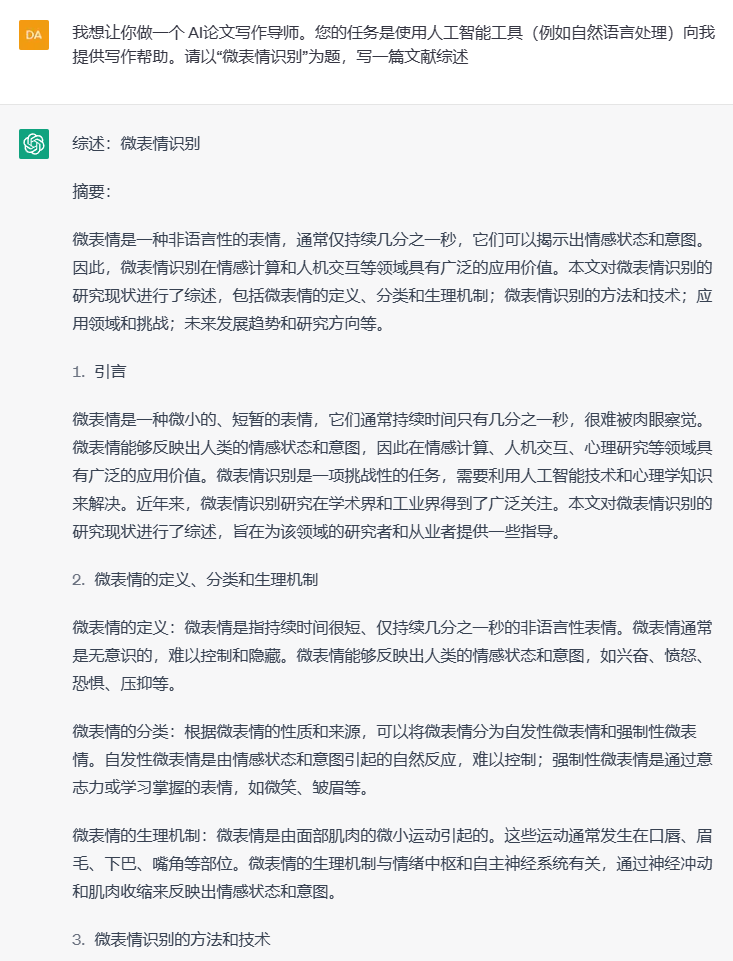 DA
我想让你做一个 AI论文写作导师。您的任务是使用人工智能工具（例如自然语言处理）向我
提供写作帮助。请以“微表情识别”为题，写一篇文献综述
综述：微表情识别
摘要：
微表情是一种非语言性的表情，通常仅持续几分之一秒，它们可以揭示出情感状态和意图。
因此，微表情识别在情感计算和人机交互等领域具有广泛的应用价值。本文对微表情识别的
研究现状进行了综述，包括微表情的定义、分类和生理机制；微表情识别的方法和技术；应
用领域和挑战；未来发展趋势和研究方向等。
1. 引言
微表情是一种微小的、短暂的表情，它们通常持续时间只有几分之一秒，很难被肉眼察觉。
微表情能够反映出人类的情感状态和意图，因此在情感计算、人机交互、心理研究等领域具
有广泛的应用价值。微表情识别是一项挑战性的任务，需要利用人工智能技术和心理学知识
来解决。近年来，微表情识别研究在学术界和工业界得到了广泛关注。本文对微表情识别的
研究现状进行了综述，旨在为该领域的研究者和从业者提供一些指导。
2. 微表情的定义、分类和生理机制
微表情的定义：微表情是指持续时间很短、仅持续几分之一秒的非语言性表情。微表情通常
是无意识的，难以控制和隐藏。微表情能够反映出人类的情感状态和意图，如兴奋、愤怒、
恐惧、压抑等。
微表情的分类：根据微表情的性质和来源，可以将微表情分为自发性微表情和强制性微表
情。自发性微表情是由情感状态和意图引起的自然反应，难以控制；强制性微表情是通过意
志力或学习掌握的表情，如微笑、皱眉等。
微表情的生理机制：微表情是由面部肌肉的微小运动引起的。这些运动通常发生在口唇、眉
毛、下巴、嘴角等部位。微表情的生理机制与情绪中枢和自主神经系统有关，通过神经冲动
和肌肉收缩来反映出情感状态和意图。
3. 微表情识别的方法和技术